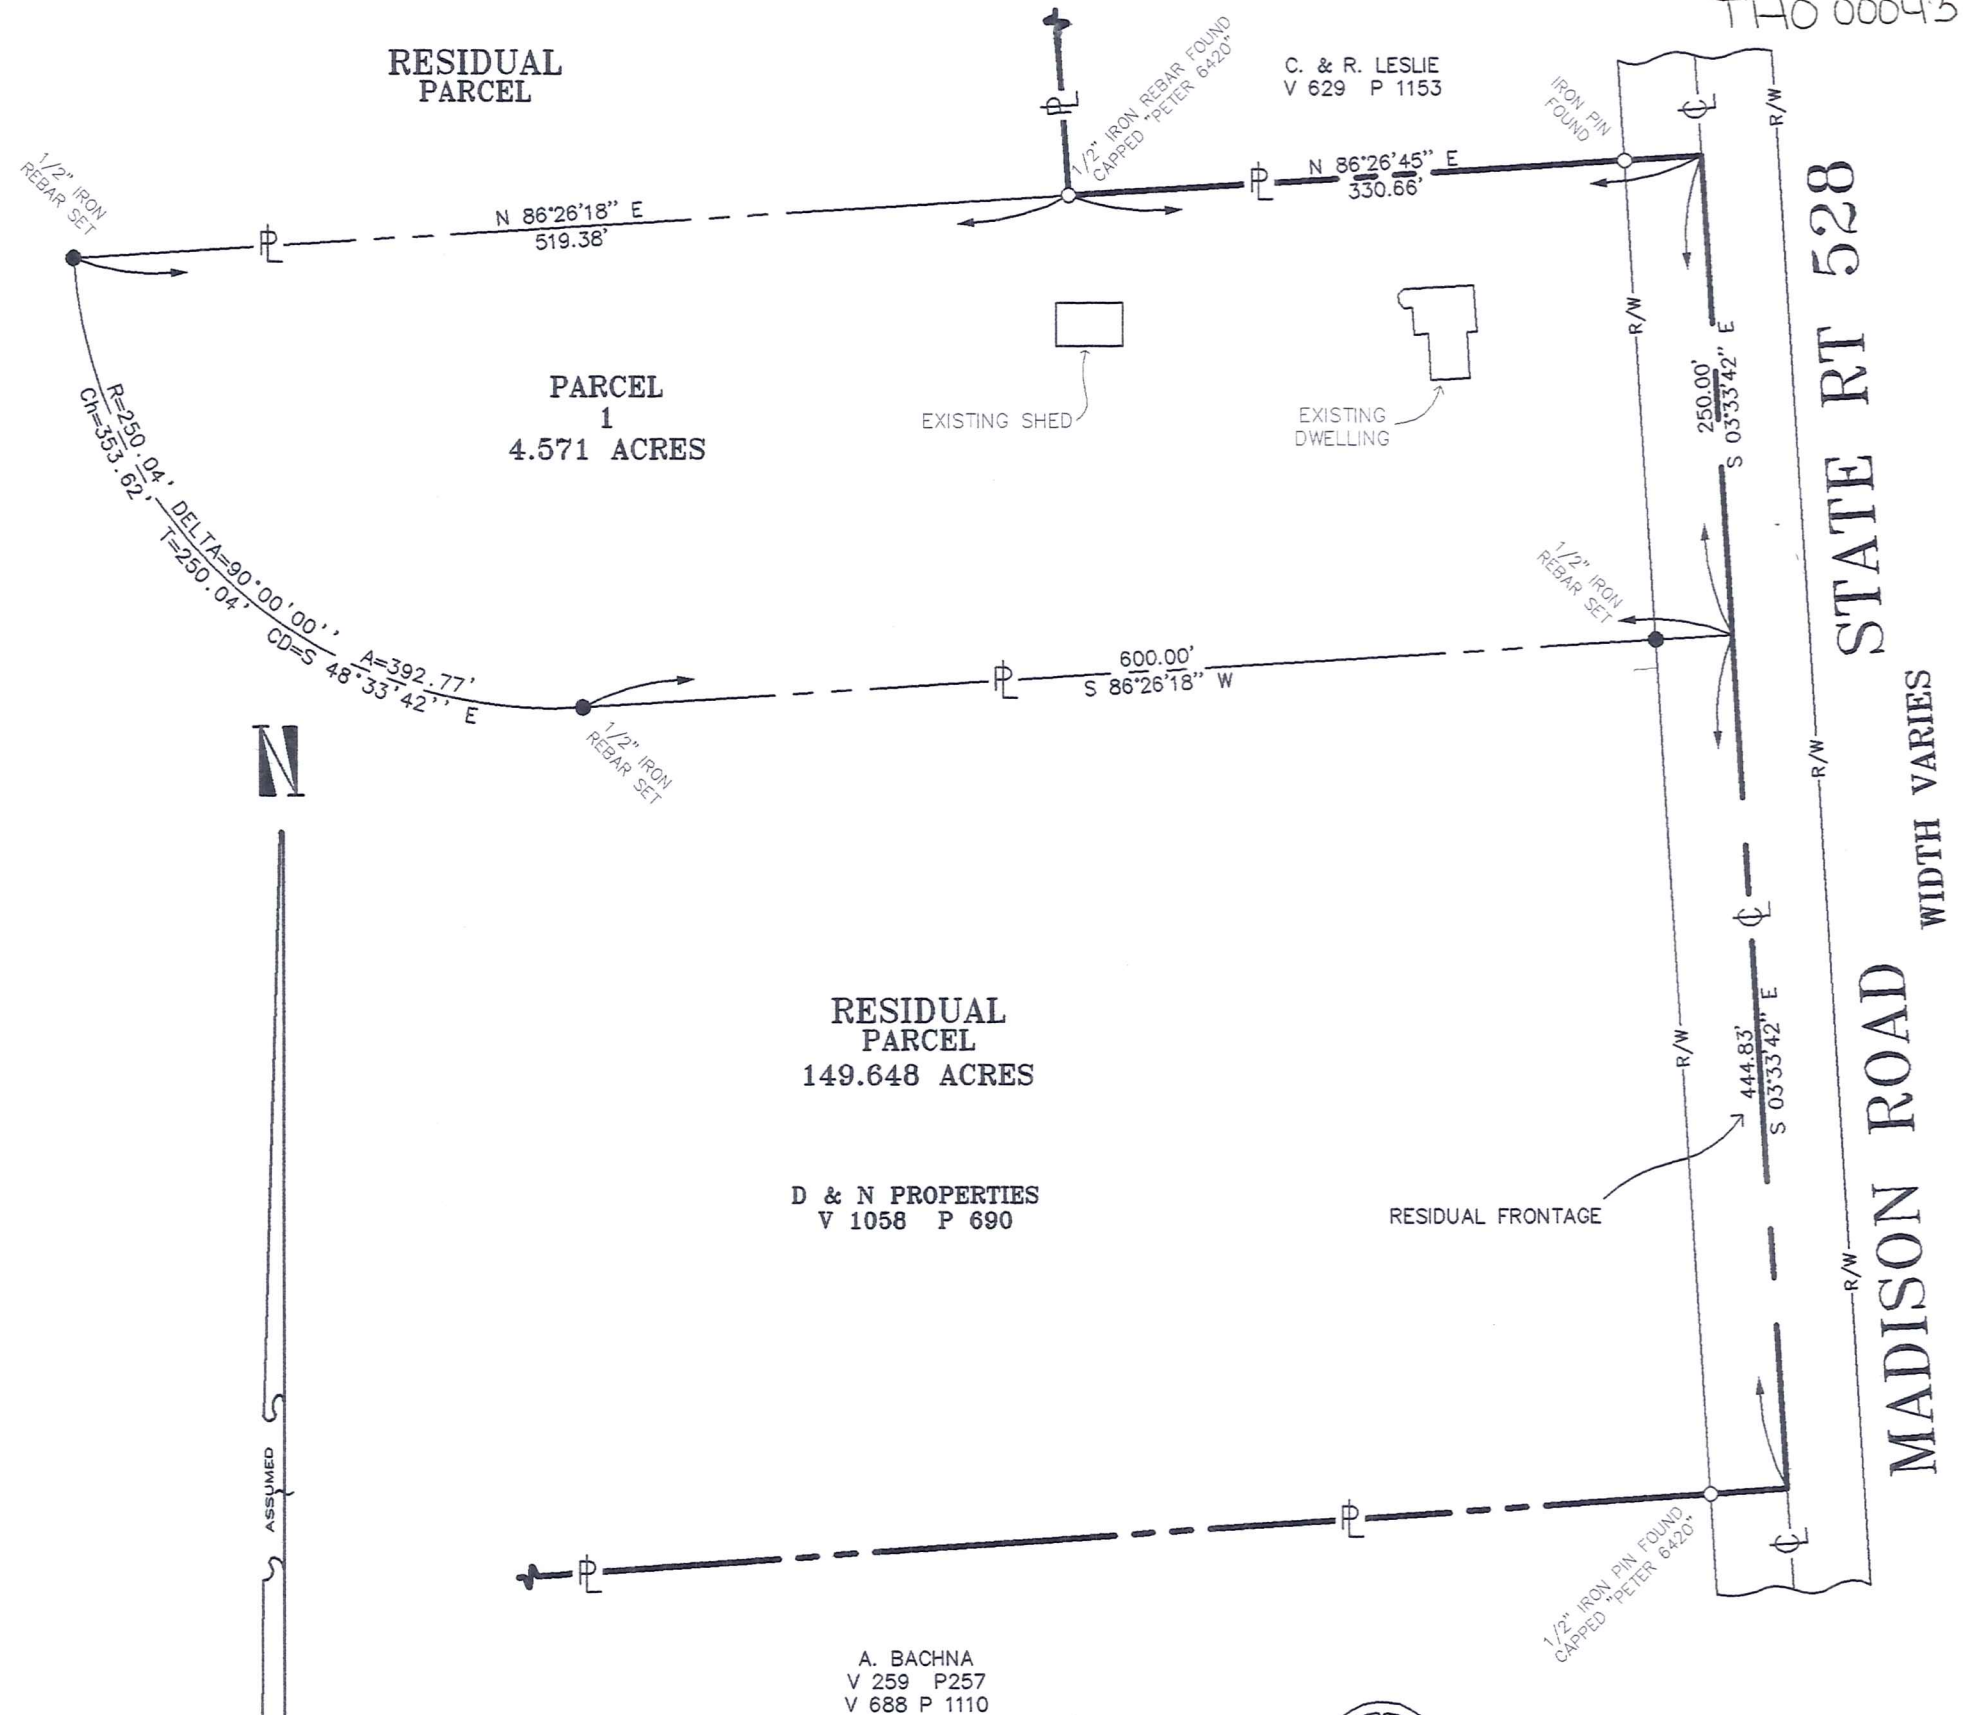 THO 00043
RESIDUAL
PARCEL
1/2" IRON REBAR FOUND
CAPPED "PETER 6420"
C. & R. LESLIE
V 629 P 1153
IRON PIN
FOUND
R/W
STATE RT 528
1/2" IRON
REBAR SET
N 86°26'18" E
519.38'
N 86°26'45" E
330.66'
R/W
250.00'
S 03°33'42" E
PARCEL
1
4.571 ACRES
EXISTING SHED
EXISTING
DWELLING
R=250.04' DELTA=90°00'00'' A=392.77'
Ch=353.62' T=250.04' CD=S 48°33'42'' E
1/2" IRON
REBAR SET
600.00'
S 86°26'18" W
1/2" IRON
REBAR SET
N
R/W
WIDTH VARIES
RESIDUAL
PARCEL
149.648 ACRES
R/W
444.83'
S 03°33'42" E
MADISON ROAD
D & N PROPERTIES
V 1058 P 690
RESIDUAL FRONTAGE
R/W
ASSUMED
1/2" IRON PIN FOUND
CAPPED "PETER 6420"
A. BACHNA
V 259 P257
V 688 P 1110